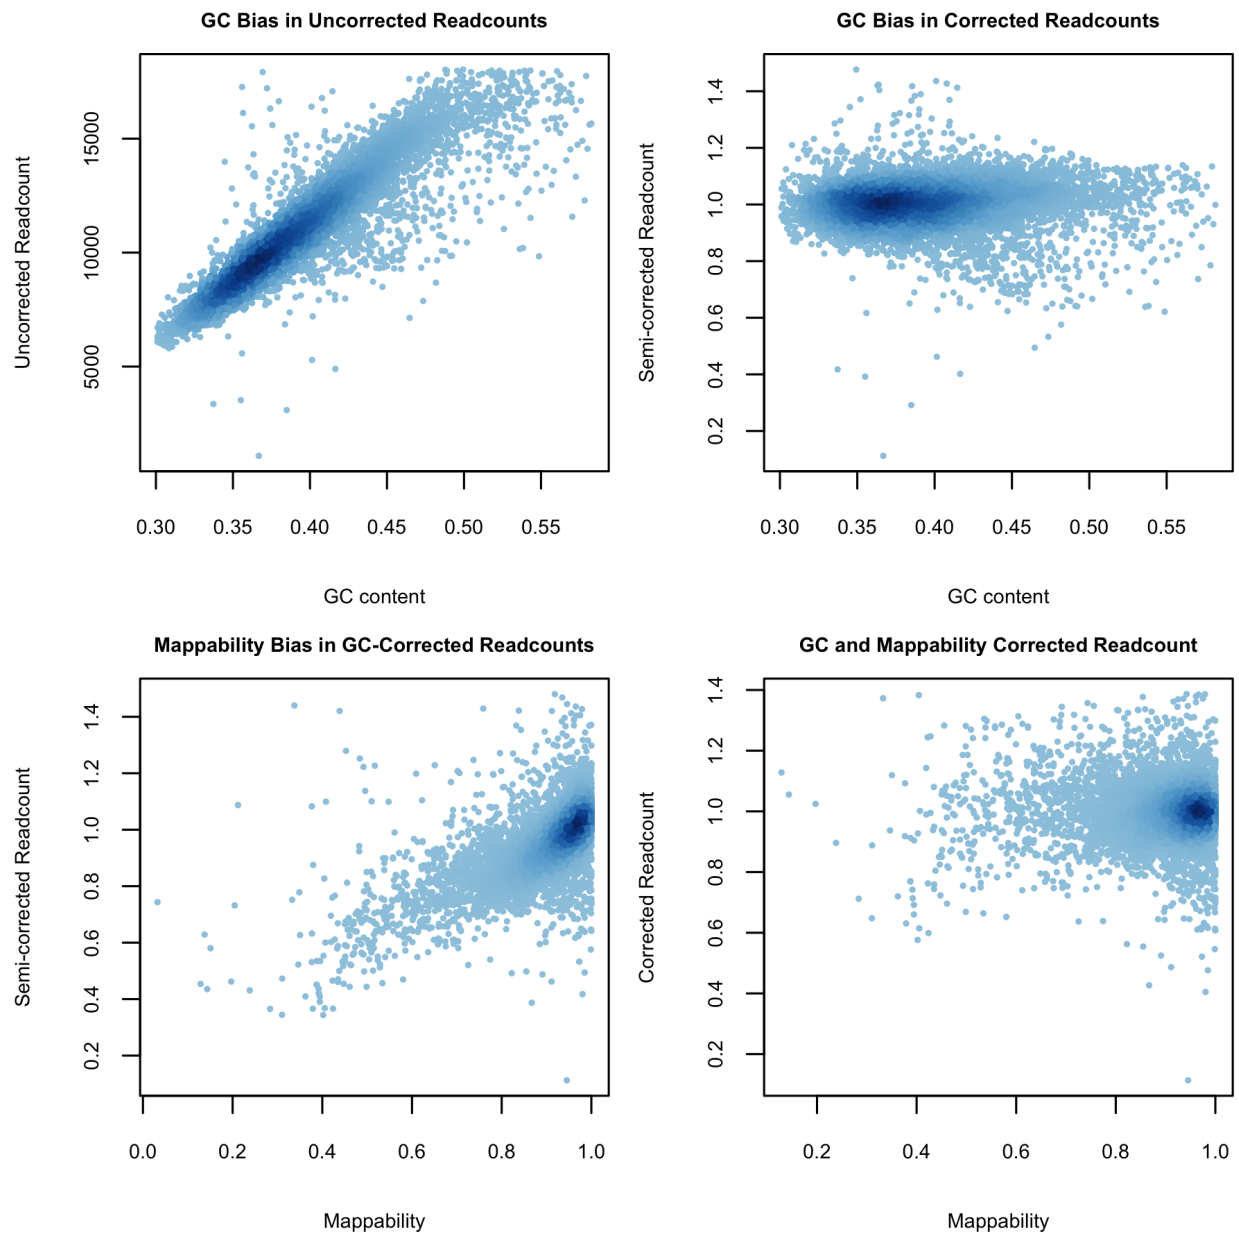 GC Bias in Uncorrected Readcounts
Uncorrected Readcount
15000
10000
5000
0.30 0.35 0.40 0.45 0.50 0.55
GC content
GC Bias in Corrected Readcounts
Semi-corrected Readcount
1.4
1.2
1.0
0.8
0.6
0.4
0.2
0.30 0.35 0.40 0.45 0.50 0.55
GC content
Mappability Bias in GC-Corrected Readcounts
Semi-corrected Readcount
1.4
1.2
1.0
0.8
0.6
0.4
0.2
0.0 0.2 0.4 0.6 0.8 1.0
Mappability
GC and Mappability Corrected Readcount
Corrected Readcount
1.4
1.2
1.0
0.8
0.6
0.4
0.2
0.2 0.4 0.6 0.8 1.0
Mappability